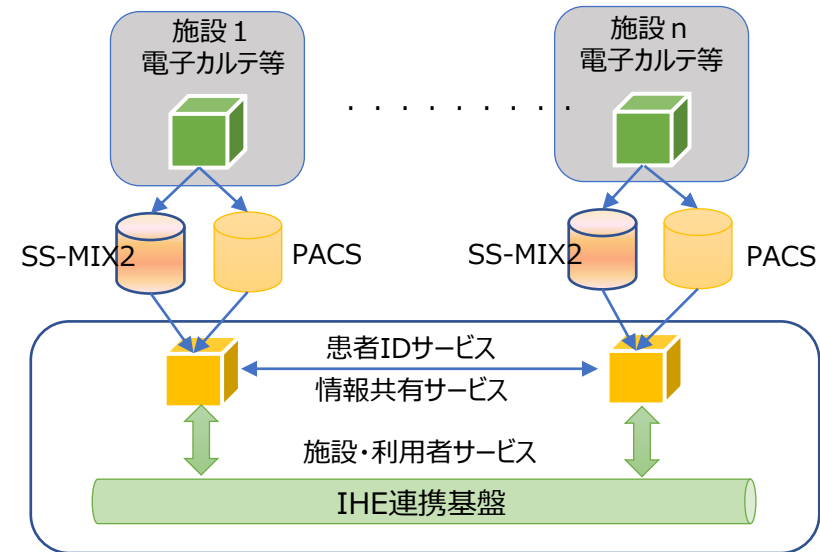 施設１
電子カルテ等
施設ｎ
電子カルテ等
. . . . . . . . .
SS-MIX2
PACS
SS-MIX2
PACS
患者IDサービス
情報共有サービス
施設・利用者サービス
IHE連携基盤